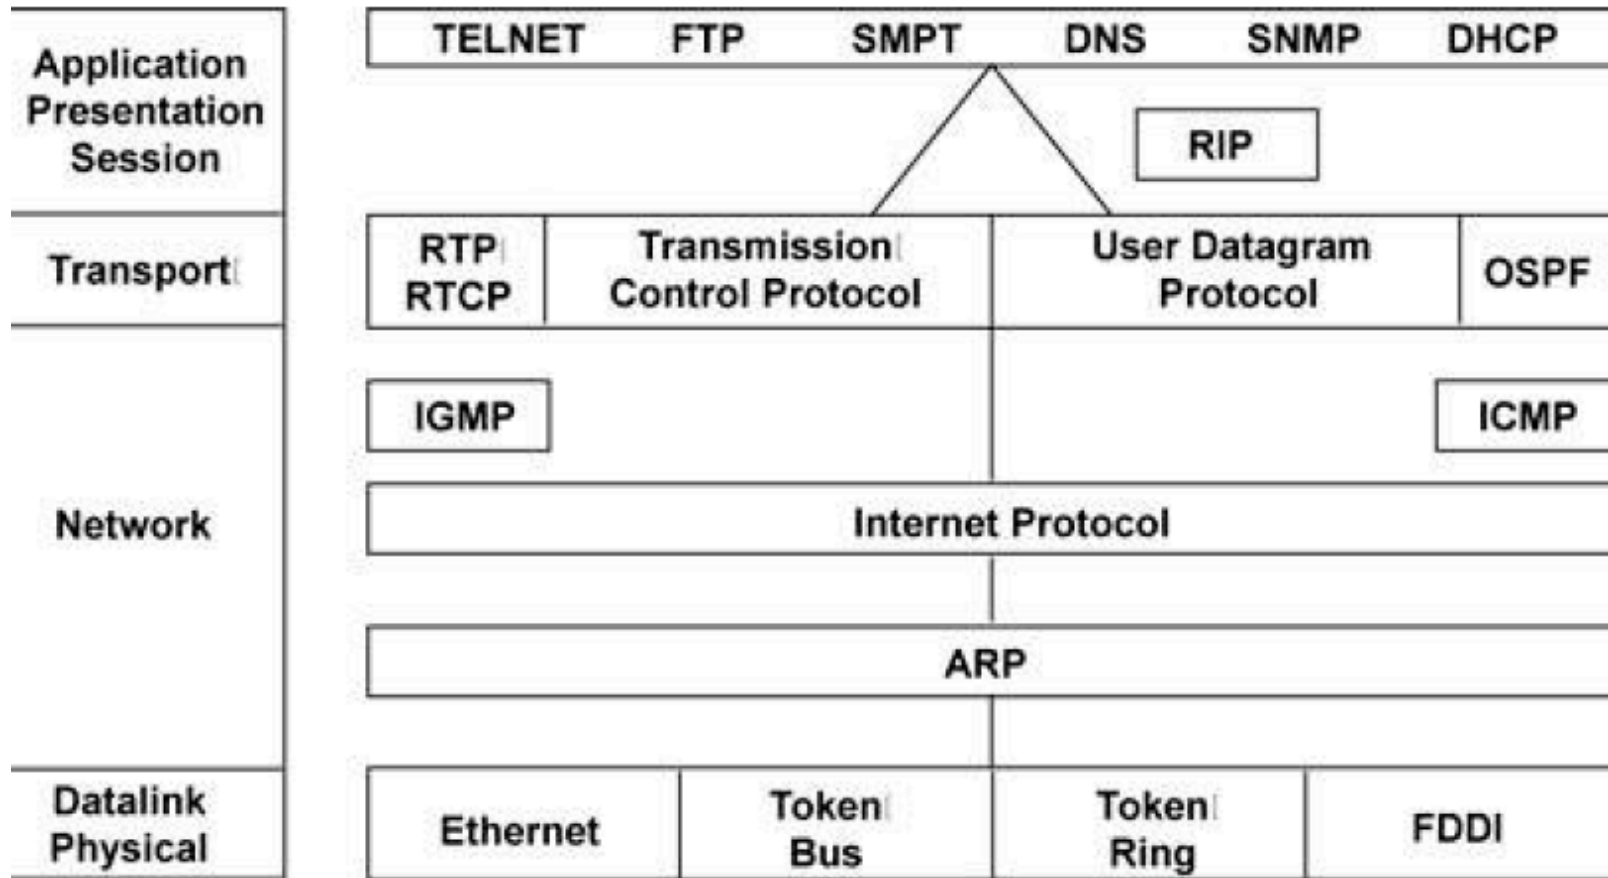 Application
Presentation
Session
TELNET FTP SMPT DNS SNMP DHCP
RIP
Transport
RTP
RTCP
Transmission
Control Protocol
User Datagram
Protocol
OSPF
Network
IGMP
ICMP
Internet Protocol
ARP
Datalink
Physical
Ethernet
Token
Bus
Token
Ring
FDDI